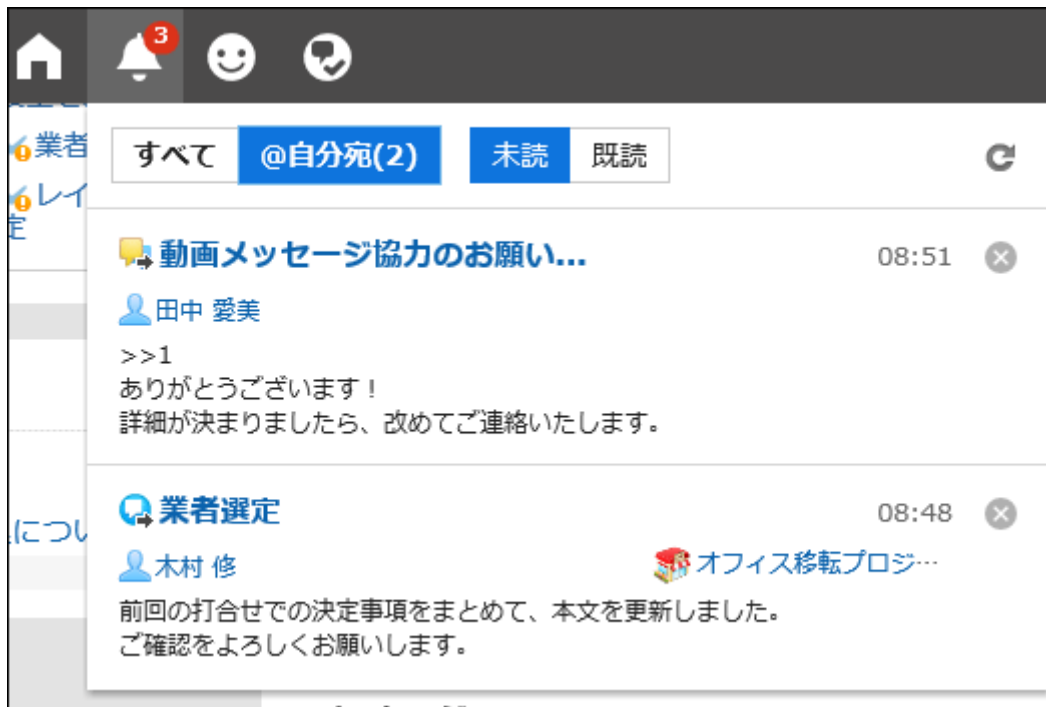 3
業者
レイ
定
すべて @自分宛(2) 未読 既読
動画メッセージ協力のお願い... 08:51
田中 愛美
>>1
ありがとうございます！
詳細が決まりましたら、改めてご連絡いたします。
業者選定 08:48
につい
木村 修 オフィス移転プロジ…
前回の打合せでの決定事項をまとめて、本文を更新しました。
ご確認をよろしくお願いします。